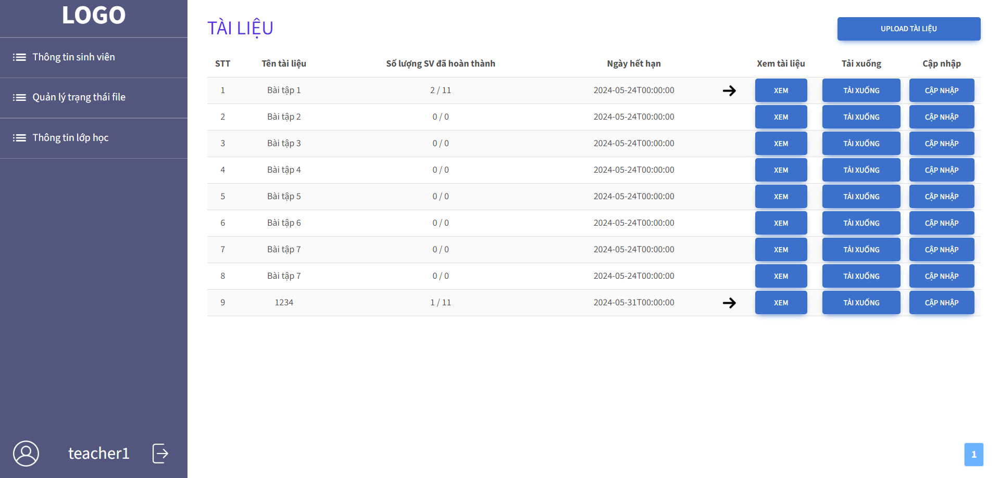 LOGO
Thông tin sinh viên
Quản lý trạng thái file
Thông tin lớp học
teacher1
TÀI LIỆU
UPLOAD TÀI LIỆU
STT Tên tài liệu Số lượng SV đã hoàn thành Ngày hết hạn Xem tài liệu Tải xuống Cập nhập
1 Bài tập 1 2 / 11 2024-05-24T00:00:00 XEM TẢI XUỐNG CẬP NHẬP
2 Bài tập 2 0 / 0 2024-05-24T00:00:00 XEM TẢI XUỐNG CẬP NHẬP
3 Bài tập 3 0 / 0 2024-05-24T00:00:00 XEM TẢI XUỐNG CẬP NHẬP
4 Bài tập 4 0 / 0 2024-05-24T00:00:00 XEM TẢI XUỐNG CẬP NHẬP
5 Bài tập 5 0 / 0 2024-05-24T00:00:00 XEM TẢI XUỐNG CẬP NHẬP
6 Bài tập 6 0 / 0 2024-05-24T00:00:00 XEM TẢI XUỐNG CẬP NHẬP
7 Bài tập 7 0 / 0 2024-05-24T00:00:00 XEM TẢI XUỐNG CẬP NHẬP
8 Bài tập 7 0 / 0 2024-05-24T00:00:00 XEM TẢI XUỐNG CẬP NHẬP
9 1234 1 / 11 2024-05-31T00:00:00 XEM TẢI XUỐNG CẬP NHẬP
1